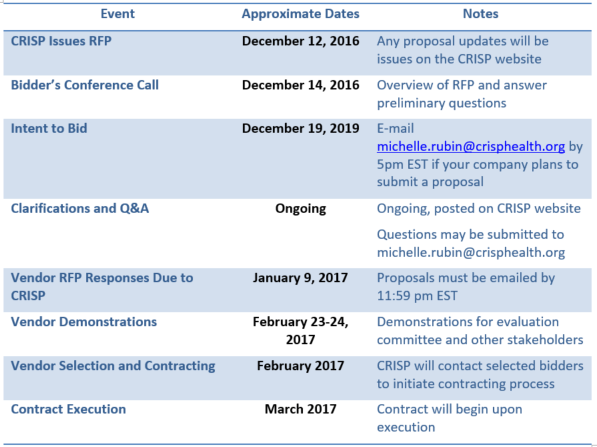 Event Approximate Dates Notes
CRISP Issues RFP December 12, 2016 Any proposal updates will be
issues on the CRISP website
Bidder's Conference Call December 14, 2016 Overview of RFP and answer
preliminary questions
Intent to Bid December 19, 2019 E-mail
michelle.rubin@crisphealth.org by
5pm EST if your company plans to
submit a proposal
Clarifications and Q&A Ongoing Ongoing, posted on CRISP website
Questions may be submitted to
michelle.rubin@crisphealth.org
Vendor RFP Responses Due to January 9, 2017 Proposals must be emailed by
CRISP 11:59 pm EST
Vendor Demonstrations February 23-24, Demonstrations for evaluation
2017 committee and other stakeholders
Vendor Selection and Contracting February 2017 CRISP will contact selected bidders
to initiate contracting process
Contract Execution March 2017 Contract will begin upon
execution